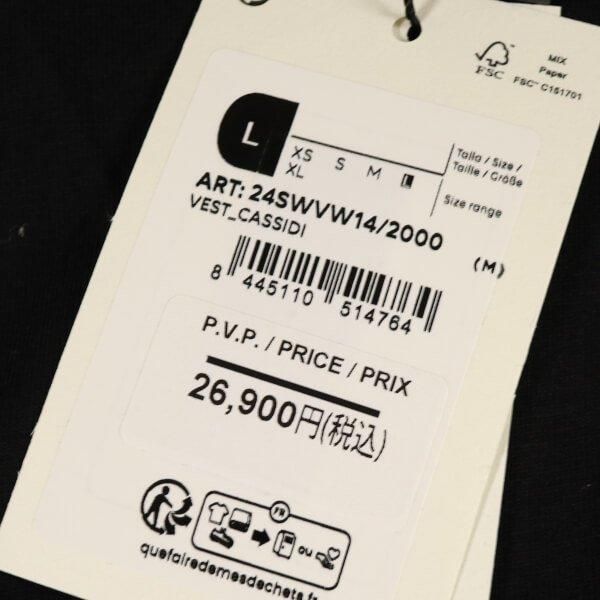 FSC
MIX
Paper
FSC™ C161701
L
XS S M L
XL
Talla / Size /
Taille / Größe
Size range
ART: 24SWVW14/2000
VEST_CASSIDI
(M)
8 445110 514764
P.V.P. / PRICE / PRIX
26,900円(税込)
FR
ou
quefairedemesdechets.fr